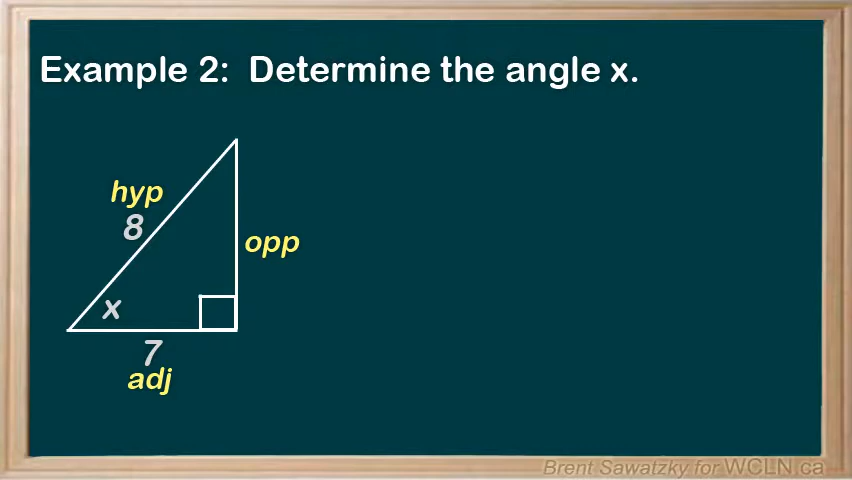 Example 2:  Determine the angle x.
hyp
8
opp
x
7
adj
Brent Sawatzky for WCLN.ca